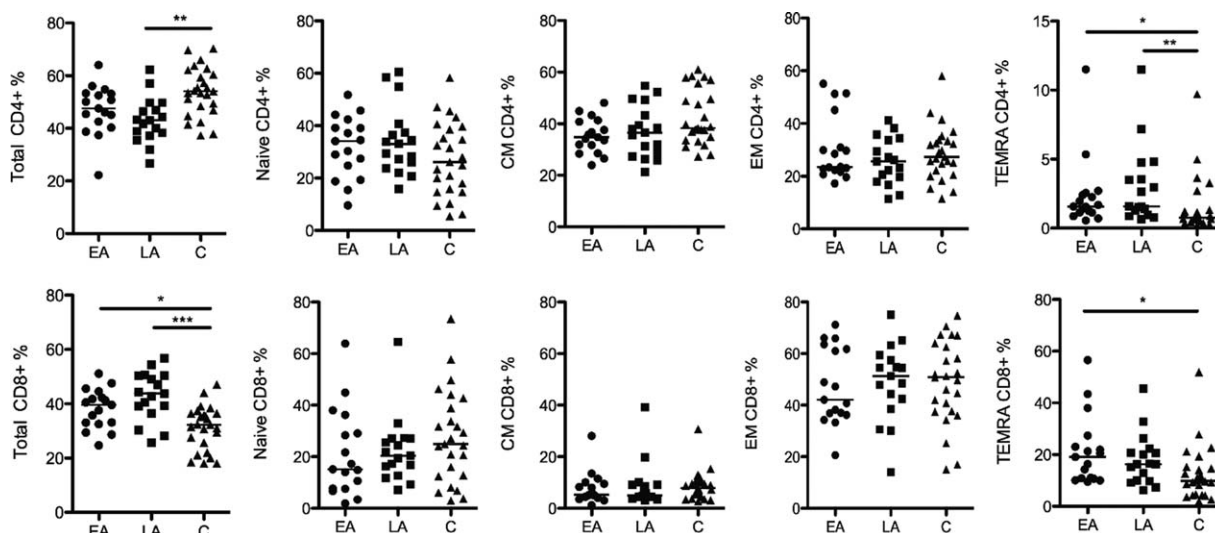 Total CD4+ %
80
60
40
20
0
**
EA LA C
Naive CD4+ %
80
60
40
20
0
EA LA C
CM CD4+ %
80
60
40
20
0
EA LA C
EM CD4+ %
80
60
40
20
0
EA LA C
TEMRA CD4+ %
15
10
5
0
*
**
EA LA C
Total CD8+ %
80
60
40
20
0
*
***
EA LA C
Naive CD8+ %
80
60
40
20
0
EA LA C
CM CD8+ %
80
60
40
20
0
EA LA C
EM CD8+ %
80
60
40
20
0
EA LA C
TEMRA CD8+ %
80
60
40
20
0
*
EA LA C